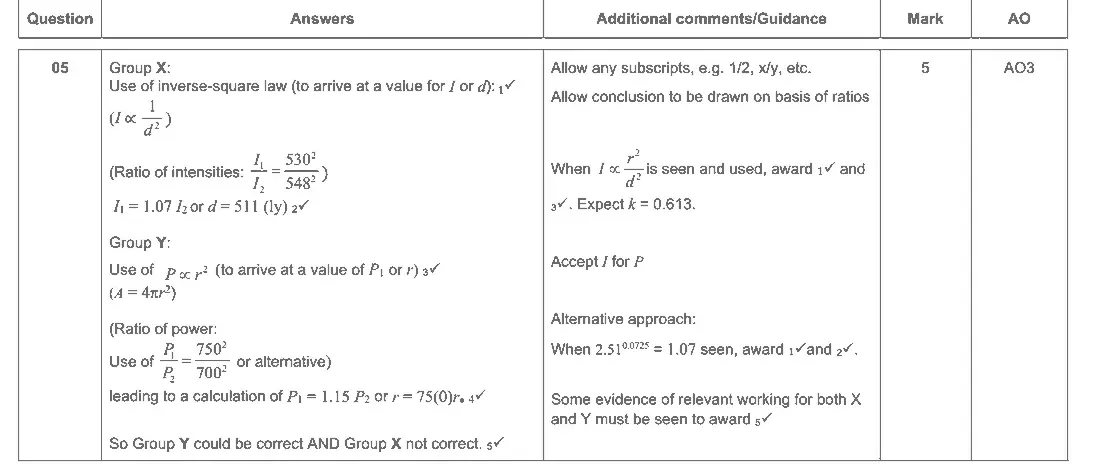 Question Answers Additional comments/Guidance Mark AO
05 Group X: Allow any subscripts, e.g. 1/2, x/y, etc. 5 AO3
Use of inverse-square law (to arrive at a value for I or d): ₁✓
Allow conclusion to be drawn on basis of ratios
(I ∝ 1/d²)
(Ratio of intensities: I₁/I₂ = 530²/548²)
When I ∝ r²/d² is seen and used, award ₁✓ and
₃✓. Expect k = 0.613.
I₁ = 1.07 I₂ or d = 511 (ly) ₂✓
Group Y:
Use of P ∝ r² (to arrive at a value of P₁ or r) ₃✓
Accept I for P
(A = 4πr²)
(Ratio of power:
Alternative approach:
Use of P₁/P₂ = 750²/700² or alternative)
When 2.51^0.0725 = 1.07 seen, award ₁✓and ₂✓.
leading to a calculation of P₁ = 1.15 P₂ or r = 75(0)r. ₄✓
Some evidence of relevant working for both X
and Y must be seen to award ₅✓
So Group Y could be correct AND Group X not correct. ₅✓